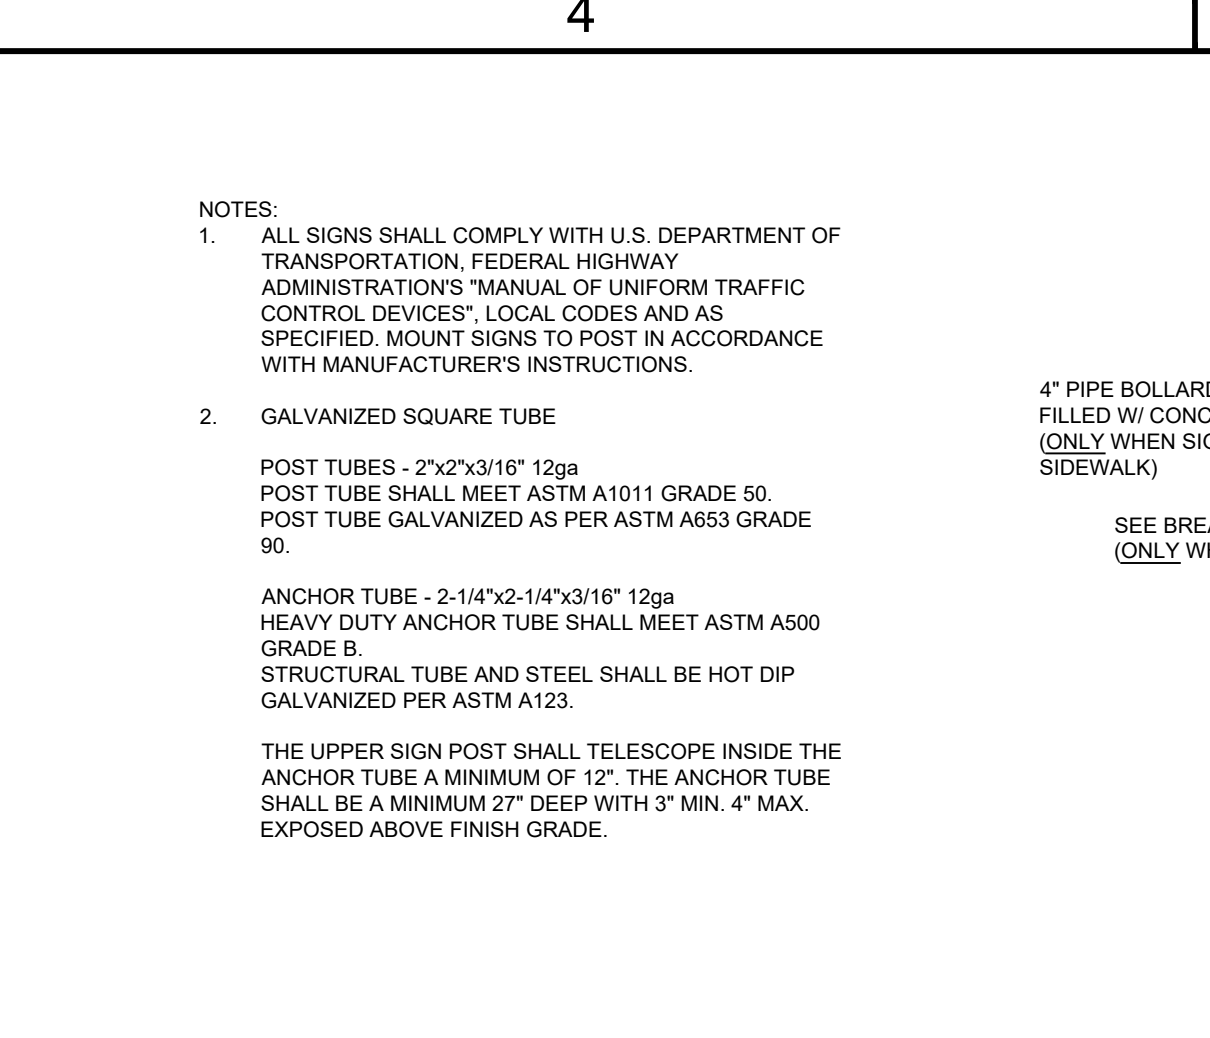 4
NOTES:
1. ALL SIGNS SHALL COMPLY WITH U.S. DEPARTMENT OF
TRANSPORTATION, FEDERAL HIGHWAY
ADMINISTRATION'S "MANUAL OF UNIFORM TRAFFIC
CONTROL DEVICES", LOCAL CODES AND AS
SPECIFIED. MOUNT SIGNS TO POST IN ACCORDANCE
WITH MANUFACTURER'S INSTRUCTIONS.
2. GALVANIZED SQUARE TUBE
POST TUBES - 2"x2"x3/16" 12ga
POST TUBE SHALL MEET ASTM A1011 GRADE 50.
POST TUBE GALVANIZED AS PER ASTM A653 GRADE
90.
ANCHOR TUBE - 2-1/4"x2-1/4"x3/16" 12ga
HEAVY DUTY ANCHOR TUBE SHALL MEET ASTM A500
GRADE B.
STRUCTURAL TUBE AND STEEL SHALL BE HOT DIP
GALVANIZED PER ASTM A123.
THE UPPER SIGN POST SHALL TELESCOPE INSIDE THE
ANCHOR TUBE A MINIMUM OF 12". THE ANCHOR TUBE
SHALL BE A MINIMUM 27" DEEP WITH 3" MIN. 4" MAX.
EXPOSED ABOVE FINISH GRADE.
4" PIPE BOLLARD
FILLED W/ CONC
(ONLY WHEN
SIDEWALK)
SEE
(ONLY